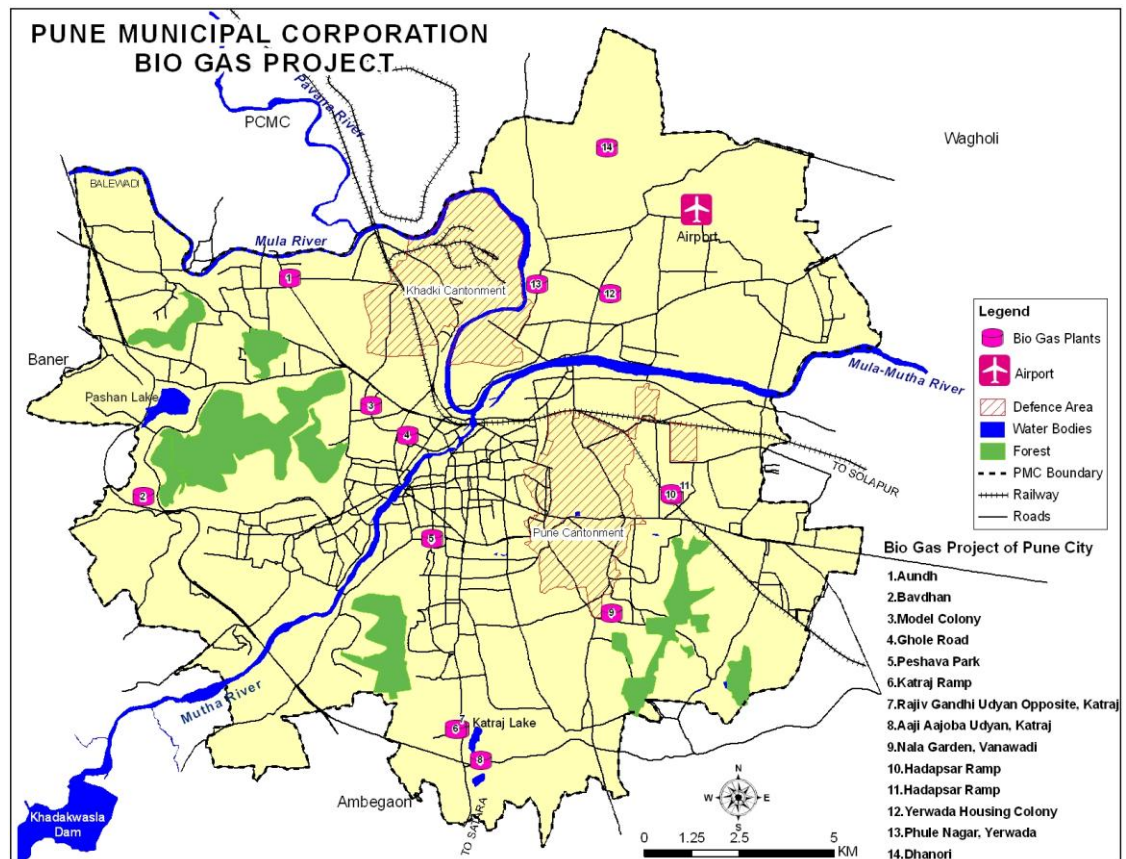 PUNE MUNICIPAL CORPORATION
BIO GAS PROJECT
Pavana River
PCMC
Wagholi
14
BALEWADI
Airport
Mula River
1
13
12
Khadki Cantonment
Legend
Bio Gas Plants
Airport
Defence Area
Water Bodies
Forest
PMC Boundary
Railway
Roads
Baner
Mula-Mutha River
Pashan Lake
3
4
TO SOLAPUR
2
11
10
5
Pune Cantonment
9
Mutha River
7
6
Katraj Lake
8
Ambegaon
TO SATARA
Khadakwasla
Dam
Bio Gas Project of Pune City
1.Aundh
2.Bavdhan
3.Model Colony
4.Ghole Road
5.Peshava Park
6.Katraj Ramp
7.Rajiv Gandhi Udyan Opposite, Katraj
8.Aaji Aajoba Udyan, Katraj
9.Nala Garden, Vanawadi
10.Hadapsar Ramp
11.Hadapsar Ramp
12.Yerwada Housing Colony
13.Phule Nagar, Yerwada
14.Dhanori
N
W E
S
0 1.25 2.5 5
KM